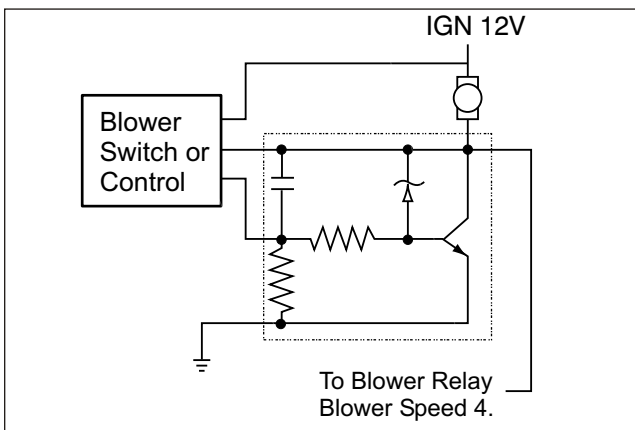 IGN 12V
Blower
Switch or
Control
To Blower Relay
Blower Speed 4.